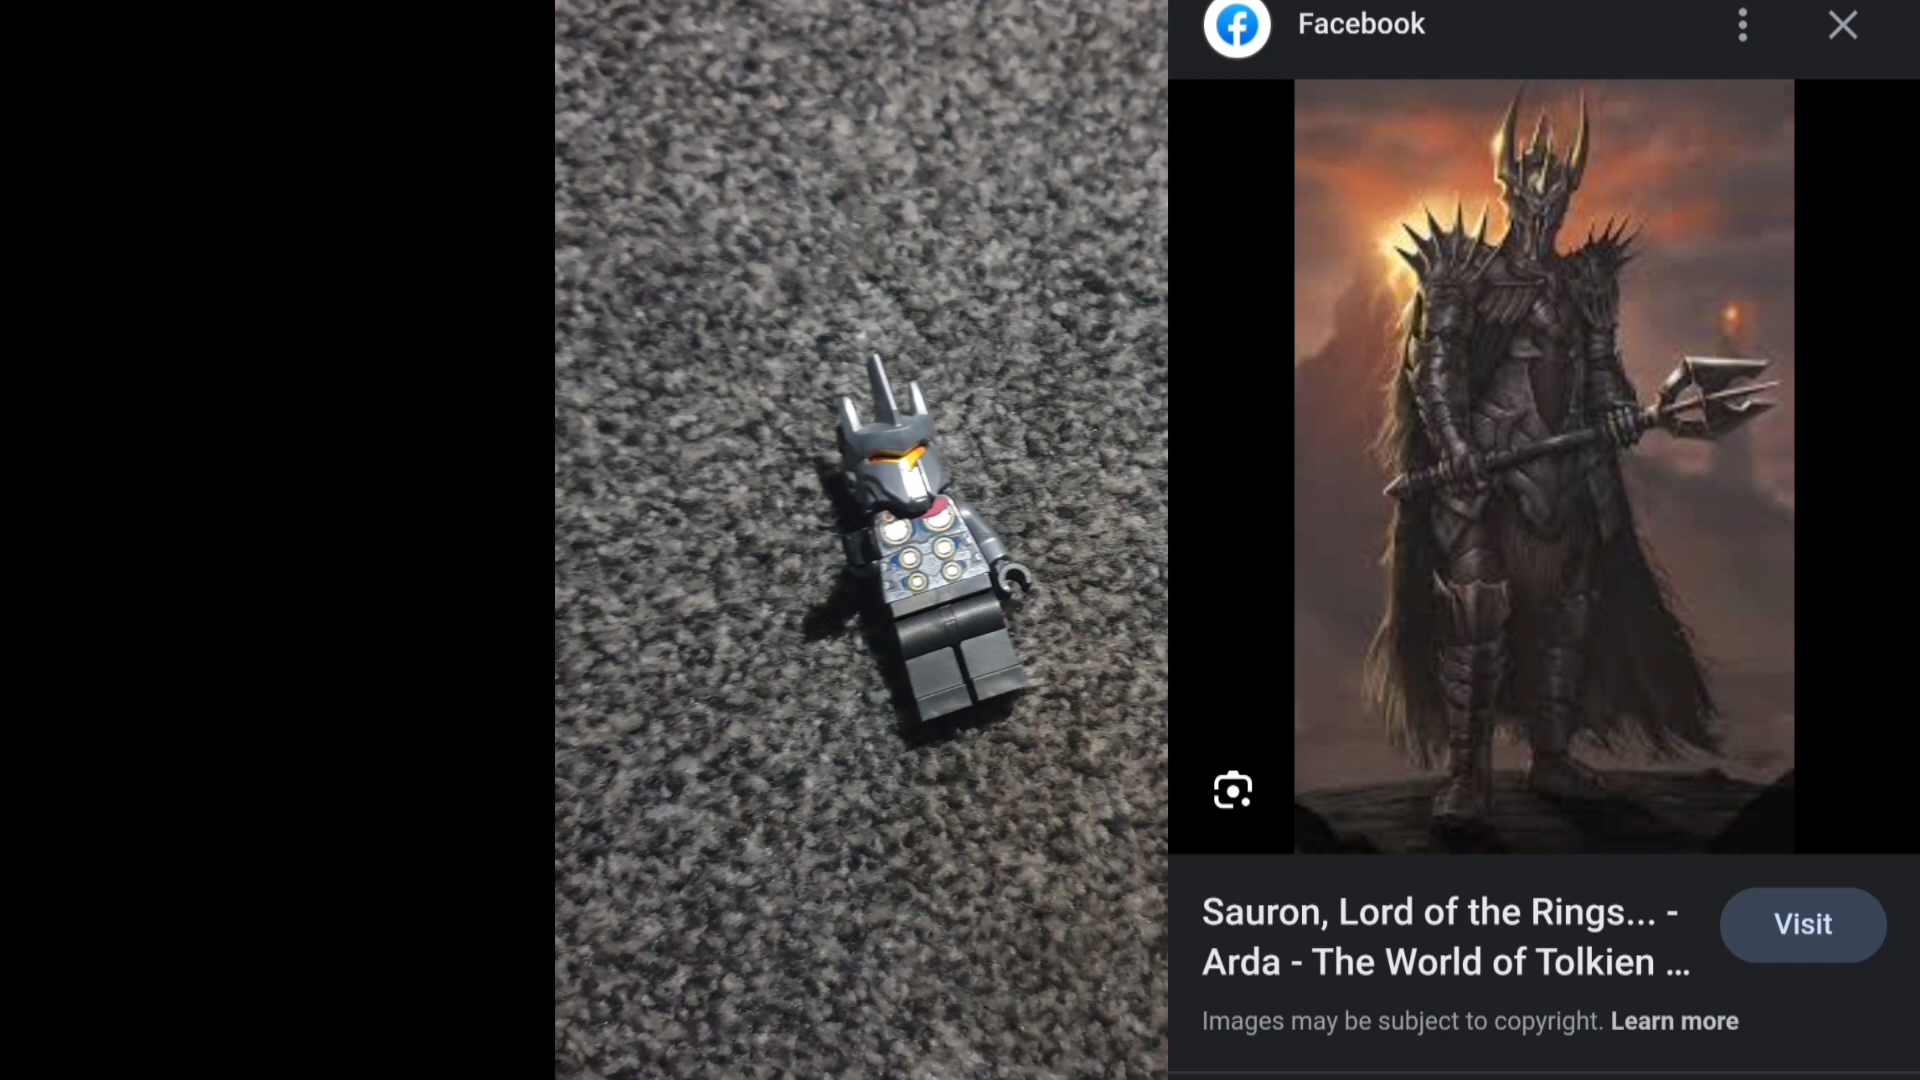 Facebook
Sauron, Lord of the Rings... -
Arda - The World of Tolkien ...
Visit
Images may be subject to copyright. Learn more